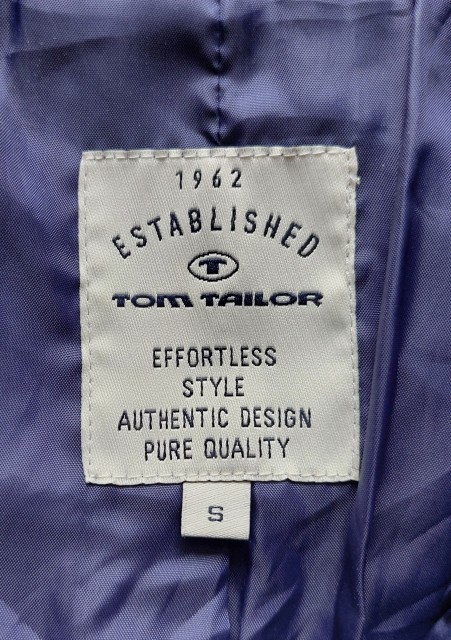 1962
ESTABLISHED
T
TOM TAILOR
EFFORTLESS
STYLE
AUTHENTIC DESIGN
PURE QUALITY
S